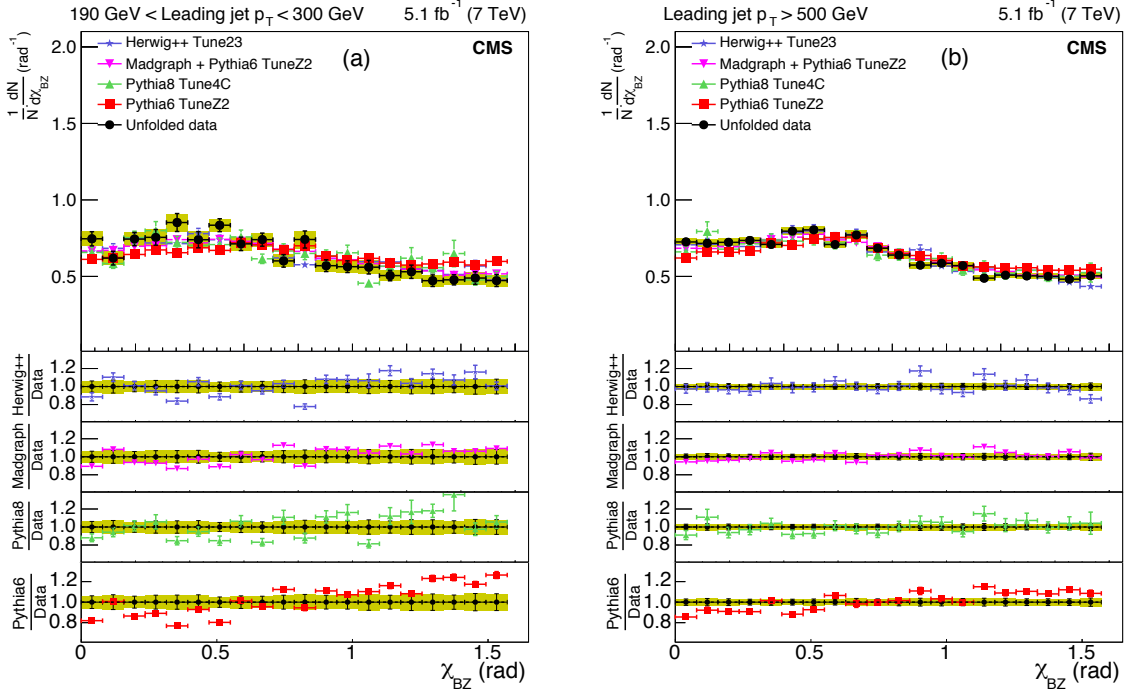 190 GeV < Leading jet p_T < 300 GeV 5.1 fb⁻¹ (7 TeV)
2.0
1.5
1.0
0.5
1/N dN/dχ_BZ (rad⁻¹)
Herwig++ Tune23
Madgraph + Pythia6 TuneZ2
Pythia8 Tune4C
Pythia6 TuneZ2
Unfolded data
(a)
CMS
Herwig++/Data
1.2
1.0
0.8
Madgraph/Data
1.2
1.0
0.8
Pythia8/Data
1.2
1.0
0.8
Pythia6/Data
1.2
1.0
0.8
0 0.5 1 1.5
χ_BZ (rad)
Leading jet p_T > 500 GeV 5.1 fb⁻¹ (7 TeV)
2.0
1.5
1.0
0.5
1/N dN/dχ_BZ (rad⁻¹)
Herwig++ Tune23
Madgraph + Pythia6 TuneZ2
Pythia8 Tune4C
Pythia6 TuneZ2
Unfolded data
(b)
CMS
Herwig++/Data
1.2
1.0
0.8
Madgraph/Data
1.2
1.0
0.8
Pythia8/Data
1.2
1.0
0.8
Pythia6/Data
1.2
1.0
0.8
0 0.5 1 1.5
χ_BZ (rad)